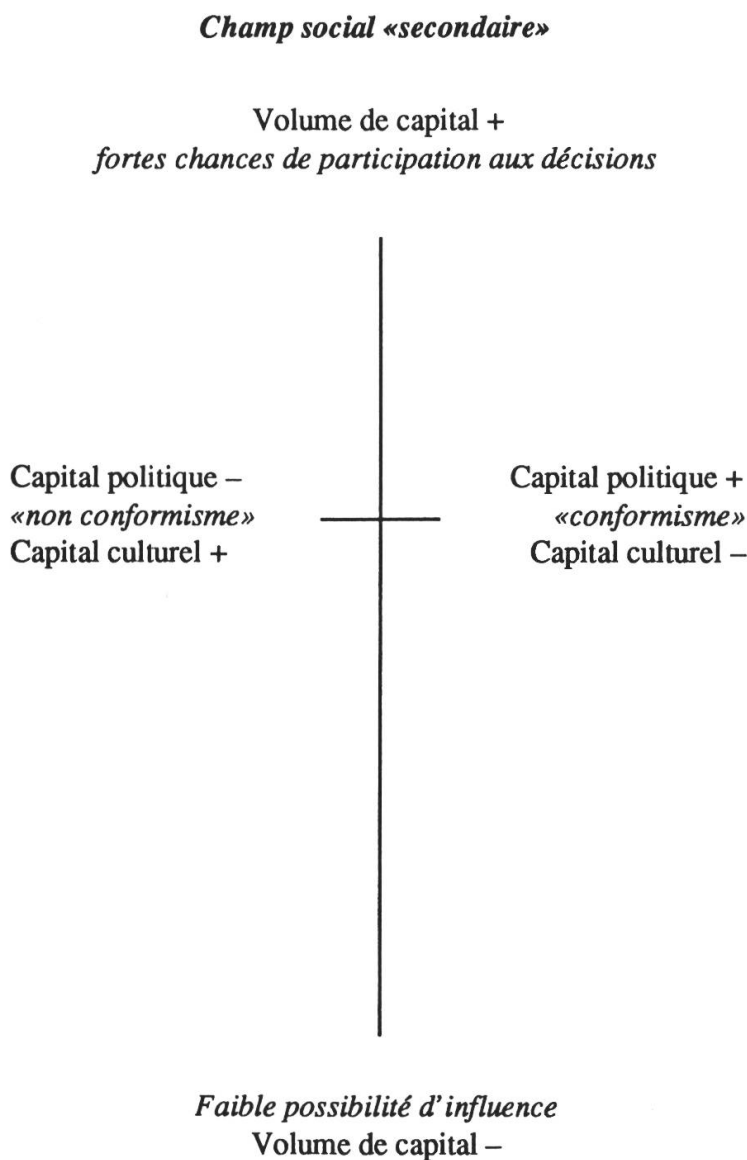 Champ social «secondaire»
Volume de capital +
fortes chances de participation aux décisions
Capital politique –
«non conformisme»
Capital culturel +
Capital politique +
«conformisme»
Capital culturel –
Faible possibilité d'influence
Volume de capital –